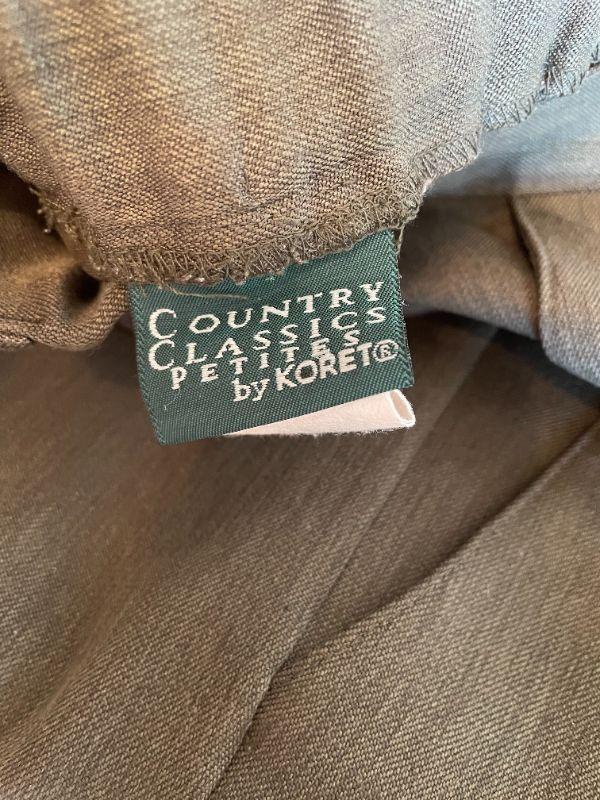 COUNTRY
CLASSICS
PETITES
by KORET®